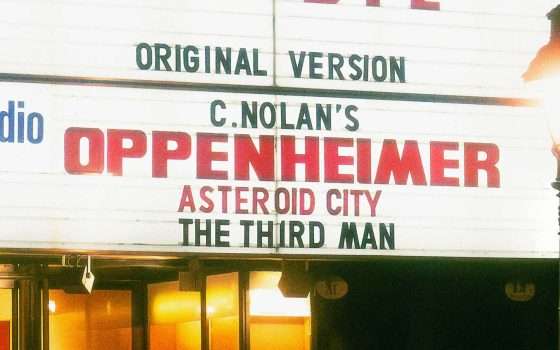 ORIGINAL VERSION
dio
C.NOLAN'S
OPPENHEIMER
ASTEROID CITY
THE THIRD MAN